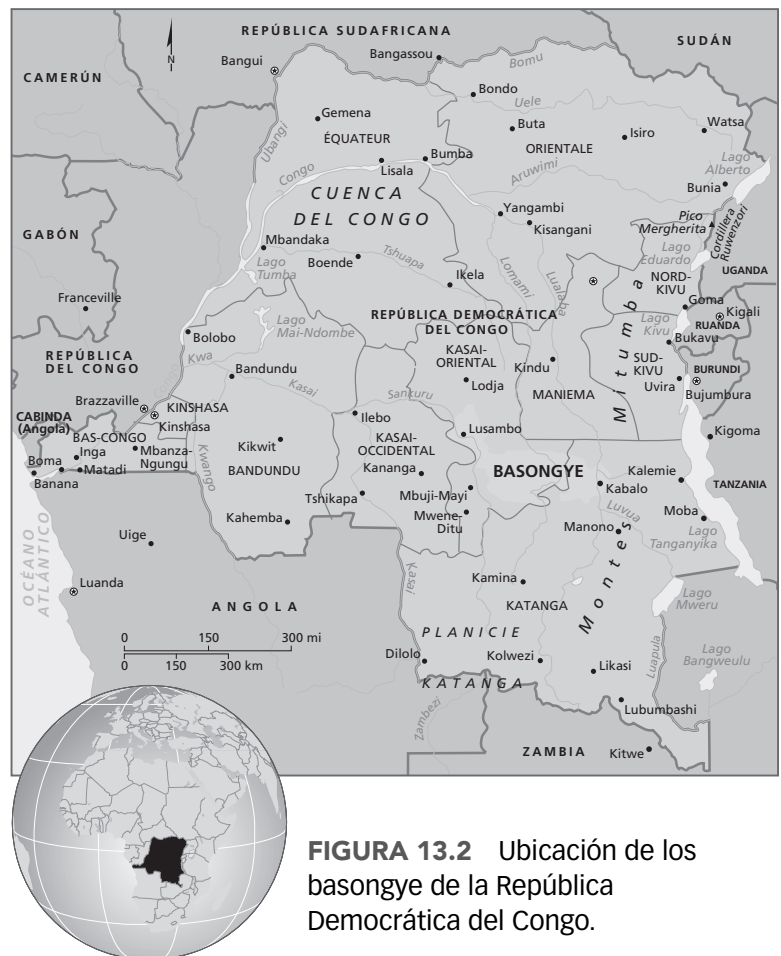 REPÚBLICA SUDAFRICANA
SUDÁN
CAMERÚN
N
Bangui
Bangassou
Bomu
Bondo
Uele
Gemena
Buta
Isiro
Watsa
ÉQUATEUR
ORIENTALE
Ubangi
Congo
Lisala
Bumba
Aruwimi
Lago
Alberto
Bunia
CUENCA
DEL CONGO
Yangambi
Kisangani
Pico
Mergherita
Cordillera
Ruwenzori
GABÓN
Mbandaka
Lago
Tumba
Boende
Tshuapa
Ikela
Lomami
Lualaba
Lago
Eduardo
UGANDA
NORD-
KIVU
Franceville
REPÚBLICA DEMOCRÁTICA
DEL CONGO
Goma
Kigali
Lago
Kivu
RUANDA
Bukavu
Bolobo
Lago
Mai-Ndombe
KASAI-
ORIENTAL
Kindu
SUD-
KIVU
REPÚBLICA
DEL CONGO
Kwa
Bandundu
Kasai
Sankuru
Lodja
MANIEMA
Uvira
BURUNDI
Bujumbura
Mitumba
Congo
Brazzaville
KINSHASA
Kinshasa
CABINDA
(Angola)
Ilebo
Lusambo
Kigoma
BAS-CONGO
Inga
Mbanza-
Ngungu
Boma
Matadi
Banana
Kwango
Kikwit
BANDUNDU
KASAI-
OCCIDENTAL
Kananga
BASONGYE
Kalemie
TANZANIA
Tshikapa
Mbuji-Mayi
Kabalo
Mwene-
Ditu
Luvua
Moba
Kahemba
Manono
Lago
Tanganyika
Uige
OCÉANO
ATLÁNTICO
Luanda
Kasai
Kamina
KATANGA
Montes
Lago
Mweru
ANGOLA
PLANICIE
KATANGA
Lago
Bangweulu
Luapula
0 150 300 mi
0 150 300 km
Dilolo
Kolwezi
Likasi
Zambezi
Lubumbashi
ZAMBIA
Kitwe
FIGURA 13.2 Ubicación de los
basongye de la República
Democrática del Congo.